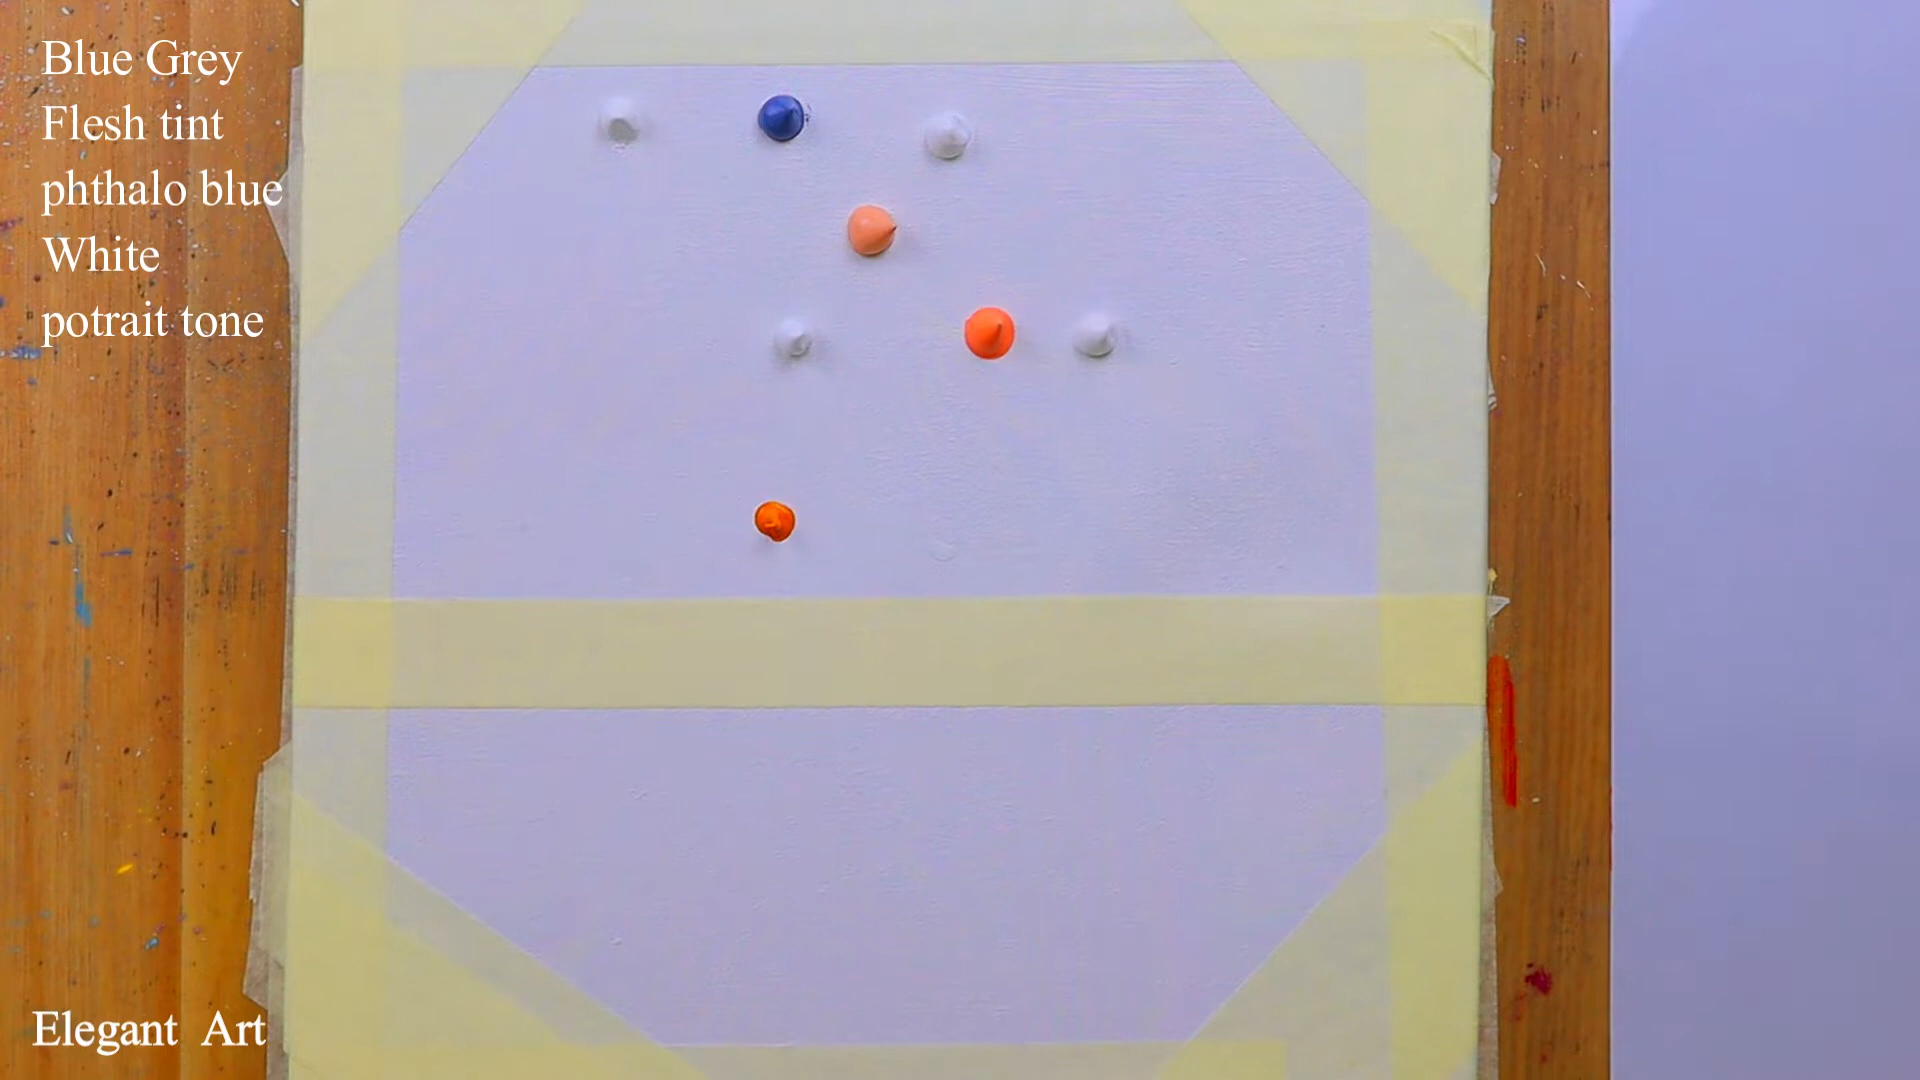 Blue Grey
Flesh tint
phthalo blue
White
potrait tone
Elegant Art